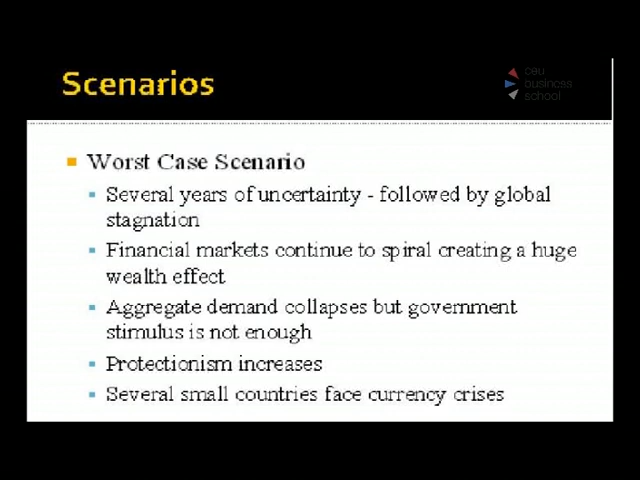 Scenarios
ceu
business
school
Worst Case Scenario
Several years of uncertainty - followed by global
stagnation
Financial markets continue to spiral creating a huge
wealth effect
Aggregate demand collapses but government
stimulus is not enough
Protectionism increases
Several small countries face currency crises